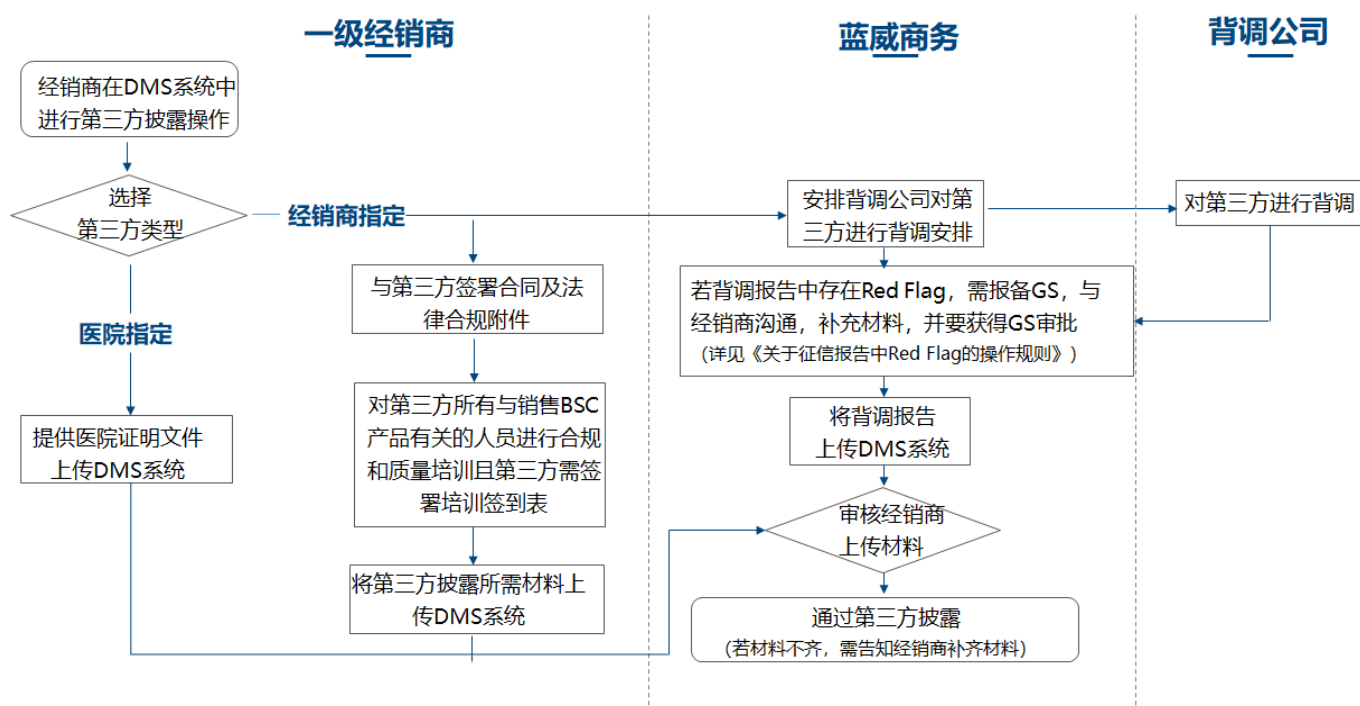 一级经销商
蓝威商务
背调公司
经销商在DMS系统中
进行第三方披露操作
选择
第三方类型
经销商指定
医院指定
提供医院证明文件
上传DMS系统
与第三方签署合同及法
律合规附件
对第三方所有与销售BSC
产品有关的人员进行合规
和质量培训且第三方需签
署培训签到表
将第三方披露所需材料上
传DMS系统
安排背调公司对第
三方进行背调安排
对第三方进行背调
若背调报告中存在Red Flag，需报备GS，与
经销商沟通，补充材料，并要获得GS审批
（详见《关于征信报告中Red Flag的操作规则》）
将背调报告
上传DMS系统
审核经销商
上传材料
通过第三方披露
（若材料不齐，需告知经销商补齐材料）